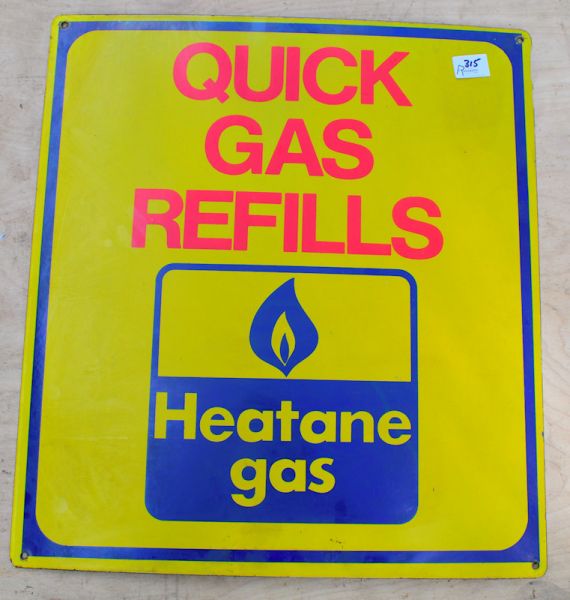 QUICK
315
GAS
REFILLS
Heatane
gas